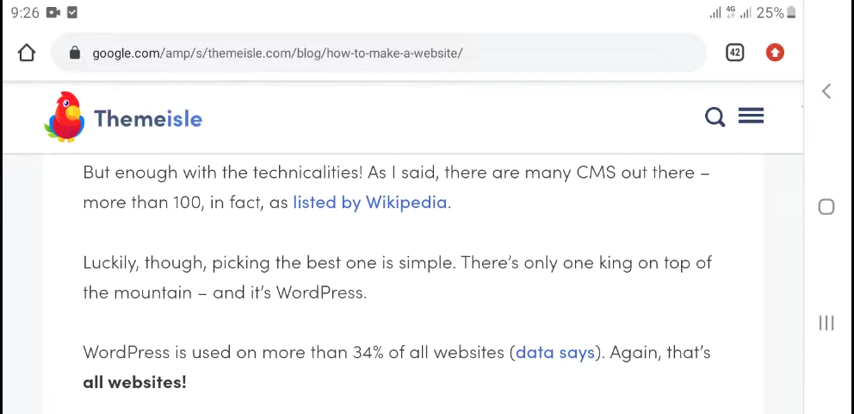 9:26 4G 25%
google.com/amp/s/themeisle.com/blog/how-to-make-a-website/ 42
Themeisle
But enough with the technicalities! As I said, there are many CMS out there –
more than 100, in fact, as listed by Wikipedia.
Luckily, though, picking the best one is simple. There's only one king on top of
the mountain – and it's WordPress.
WordPress is used on more than 34% of all websites (data says). Again, that's
all websites!